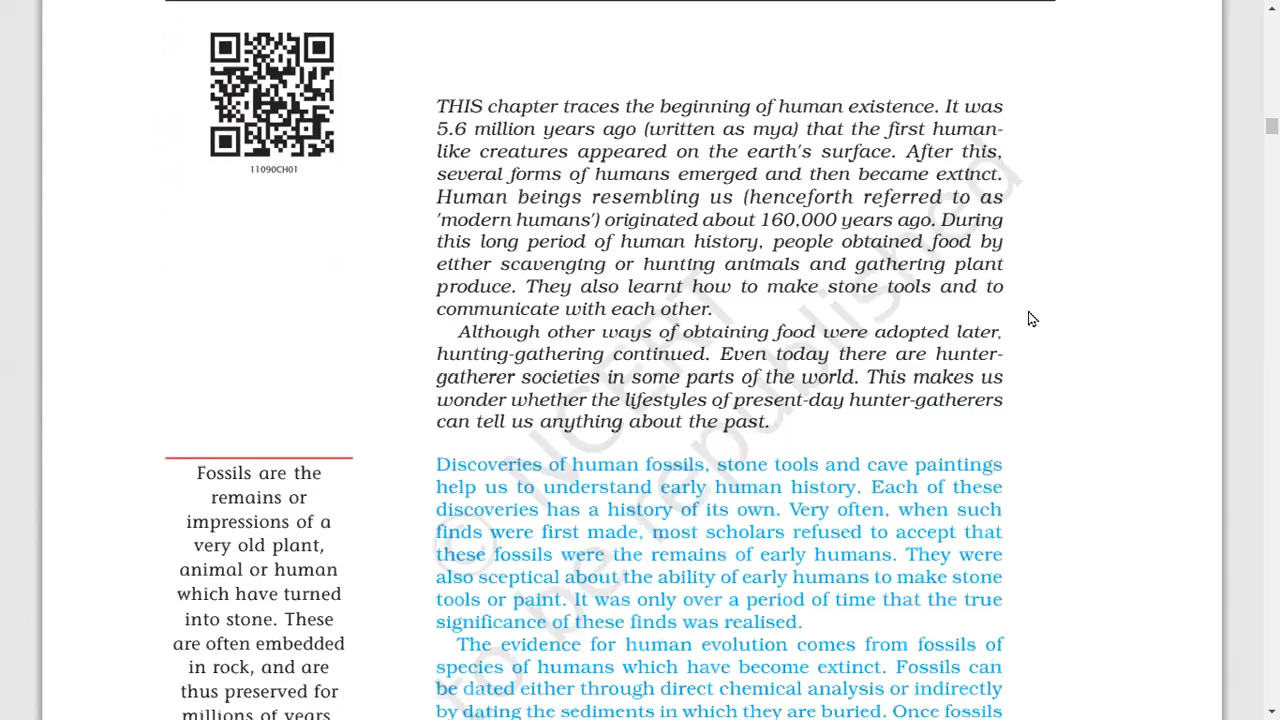 11090CH01
THIS chapter traces the beginning of human existence. It was
5.6 million years ago (written as mya) that the first human-
like creatures appeared on the earth's surface. After this,
several forms of humans emerged and then became extinct.
Human beings resembling us (henceforth referred to as
'modern humans') originated about 160,000 years ago. During
this long period of human history, people obtained food by
either scavenging or hunting animals and gathering plant
produce. They also learnt how to make stone tools and to
communicate with each other.
Although other ways of obtaining food were adopted later,
hunting-gathering continued. Even today there are hunter-
gatherer societies in some parts of the world. This makes us
wonder whether the lifestyles of present-day hunter-gatherers
can tell us anything about the past.
Fossils are the
remains or
impressions of a
very old plant,
animal or human
which have turned
into stone. These
are often embedded
in rock, and are
thus preserved for
millions of years
Discoveries of human fossils, stone tools and cave paintings
help us to understand early human history. Each of these
discoveries has a history of its own. Very often, when such
finds were first made, most scholars refused to accept that
these fossils were the remains of early humans. They were
also sceptical about the ability of early humans to make stone
tools or paint. It was only over a period of time that the true
significance of these finds was realised.
The evidence for human evolution comes from fossils of
species of humans which have become extinct. Fossils can
be dated either through direct chemical analysis or indirectly
by dating the sediments in which they are buried. Once fossils
© NCERT
to be republished